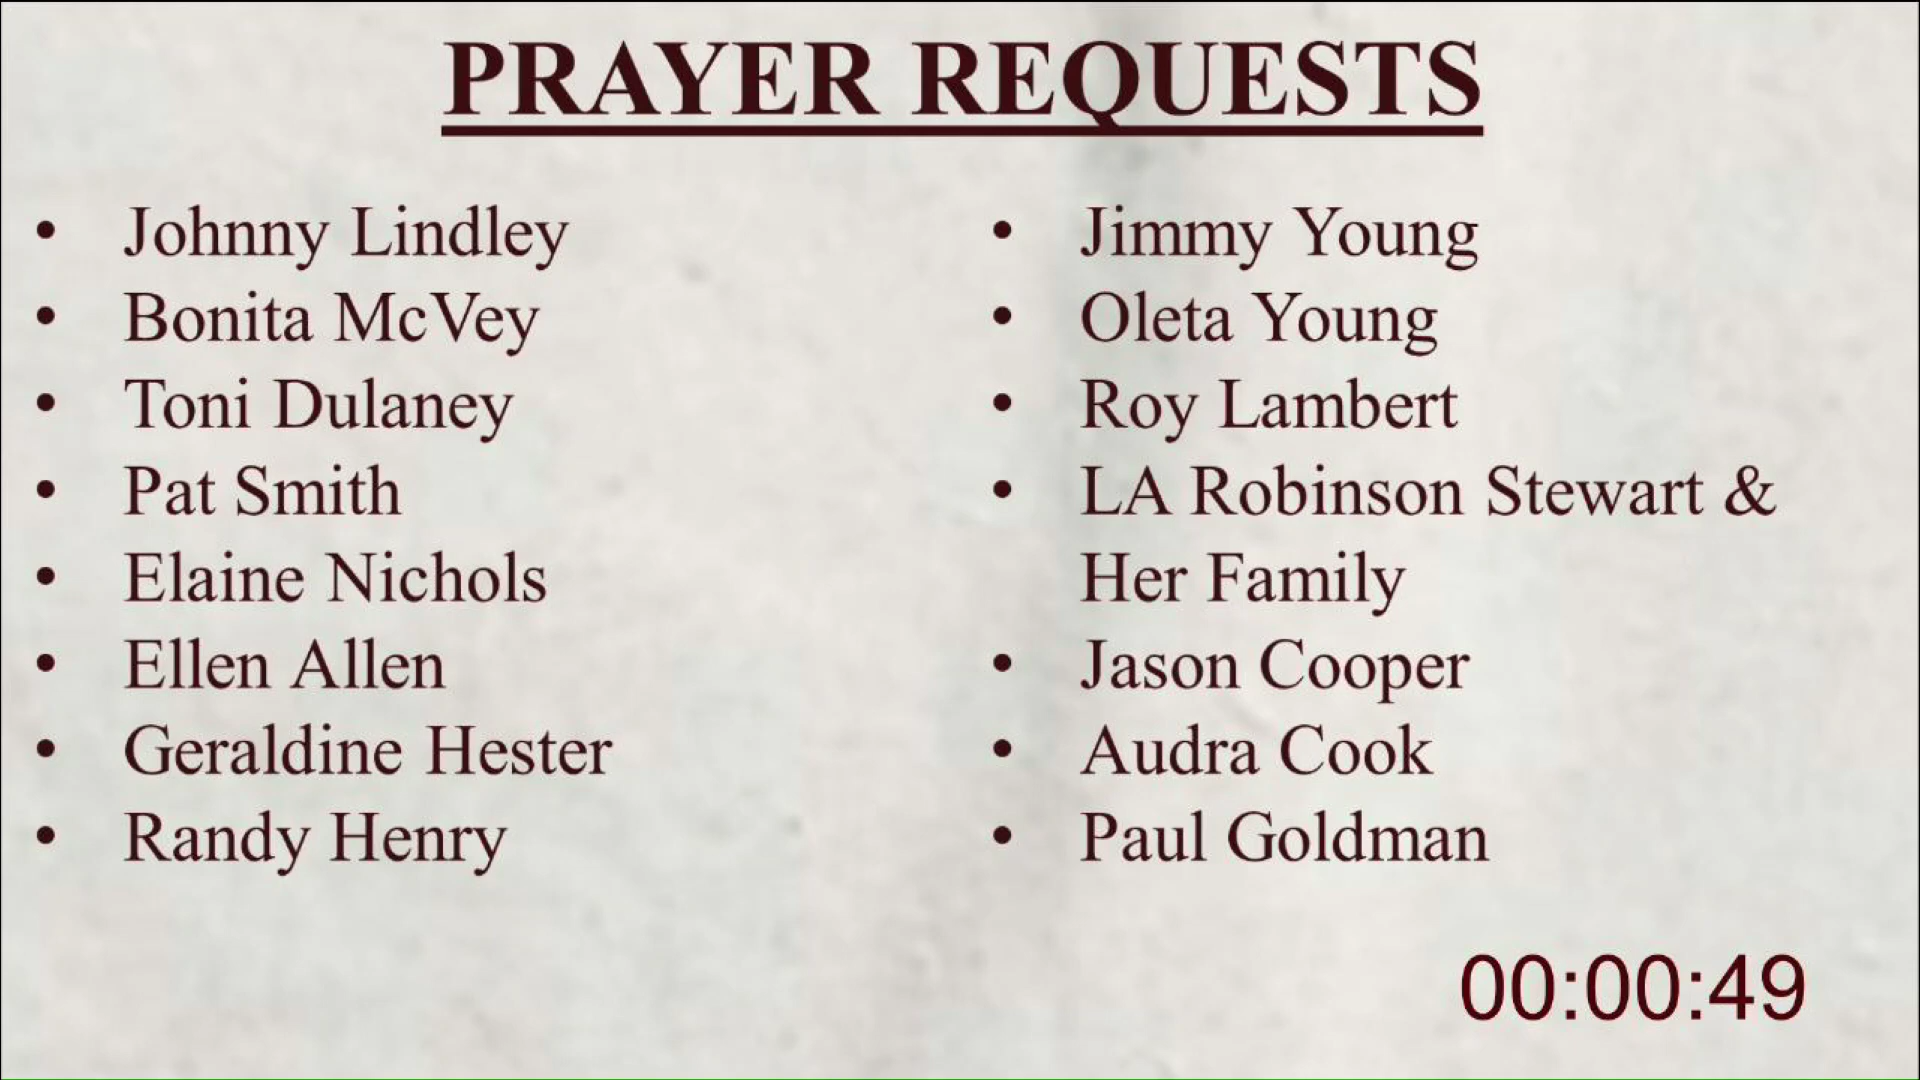 PRAYER REQUESTS
• Johnny Lindley
• Bonita McVey
• Toni Dulaney
• Pat Smith
• Elaine Nichols
• Ellen Allen
• Geraldine Hester
• Randy Henry
• Jimmy Young
• Oleta Young
• Roy Lambert
• LA Robinson Stewart &
Her Family
• Jason Cooper
• Audra Cook
• Paul Goldman
00:00:49